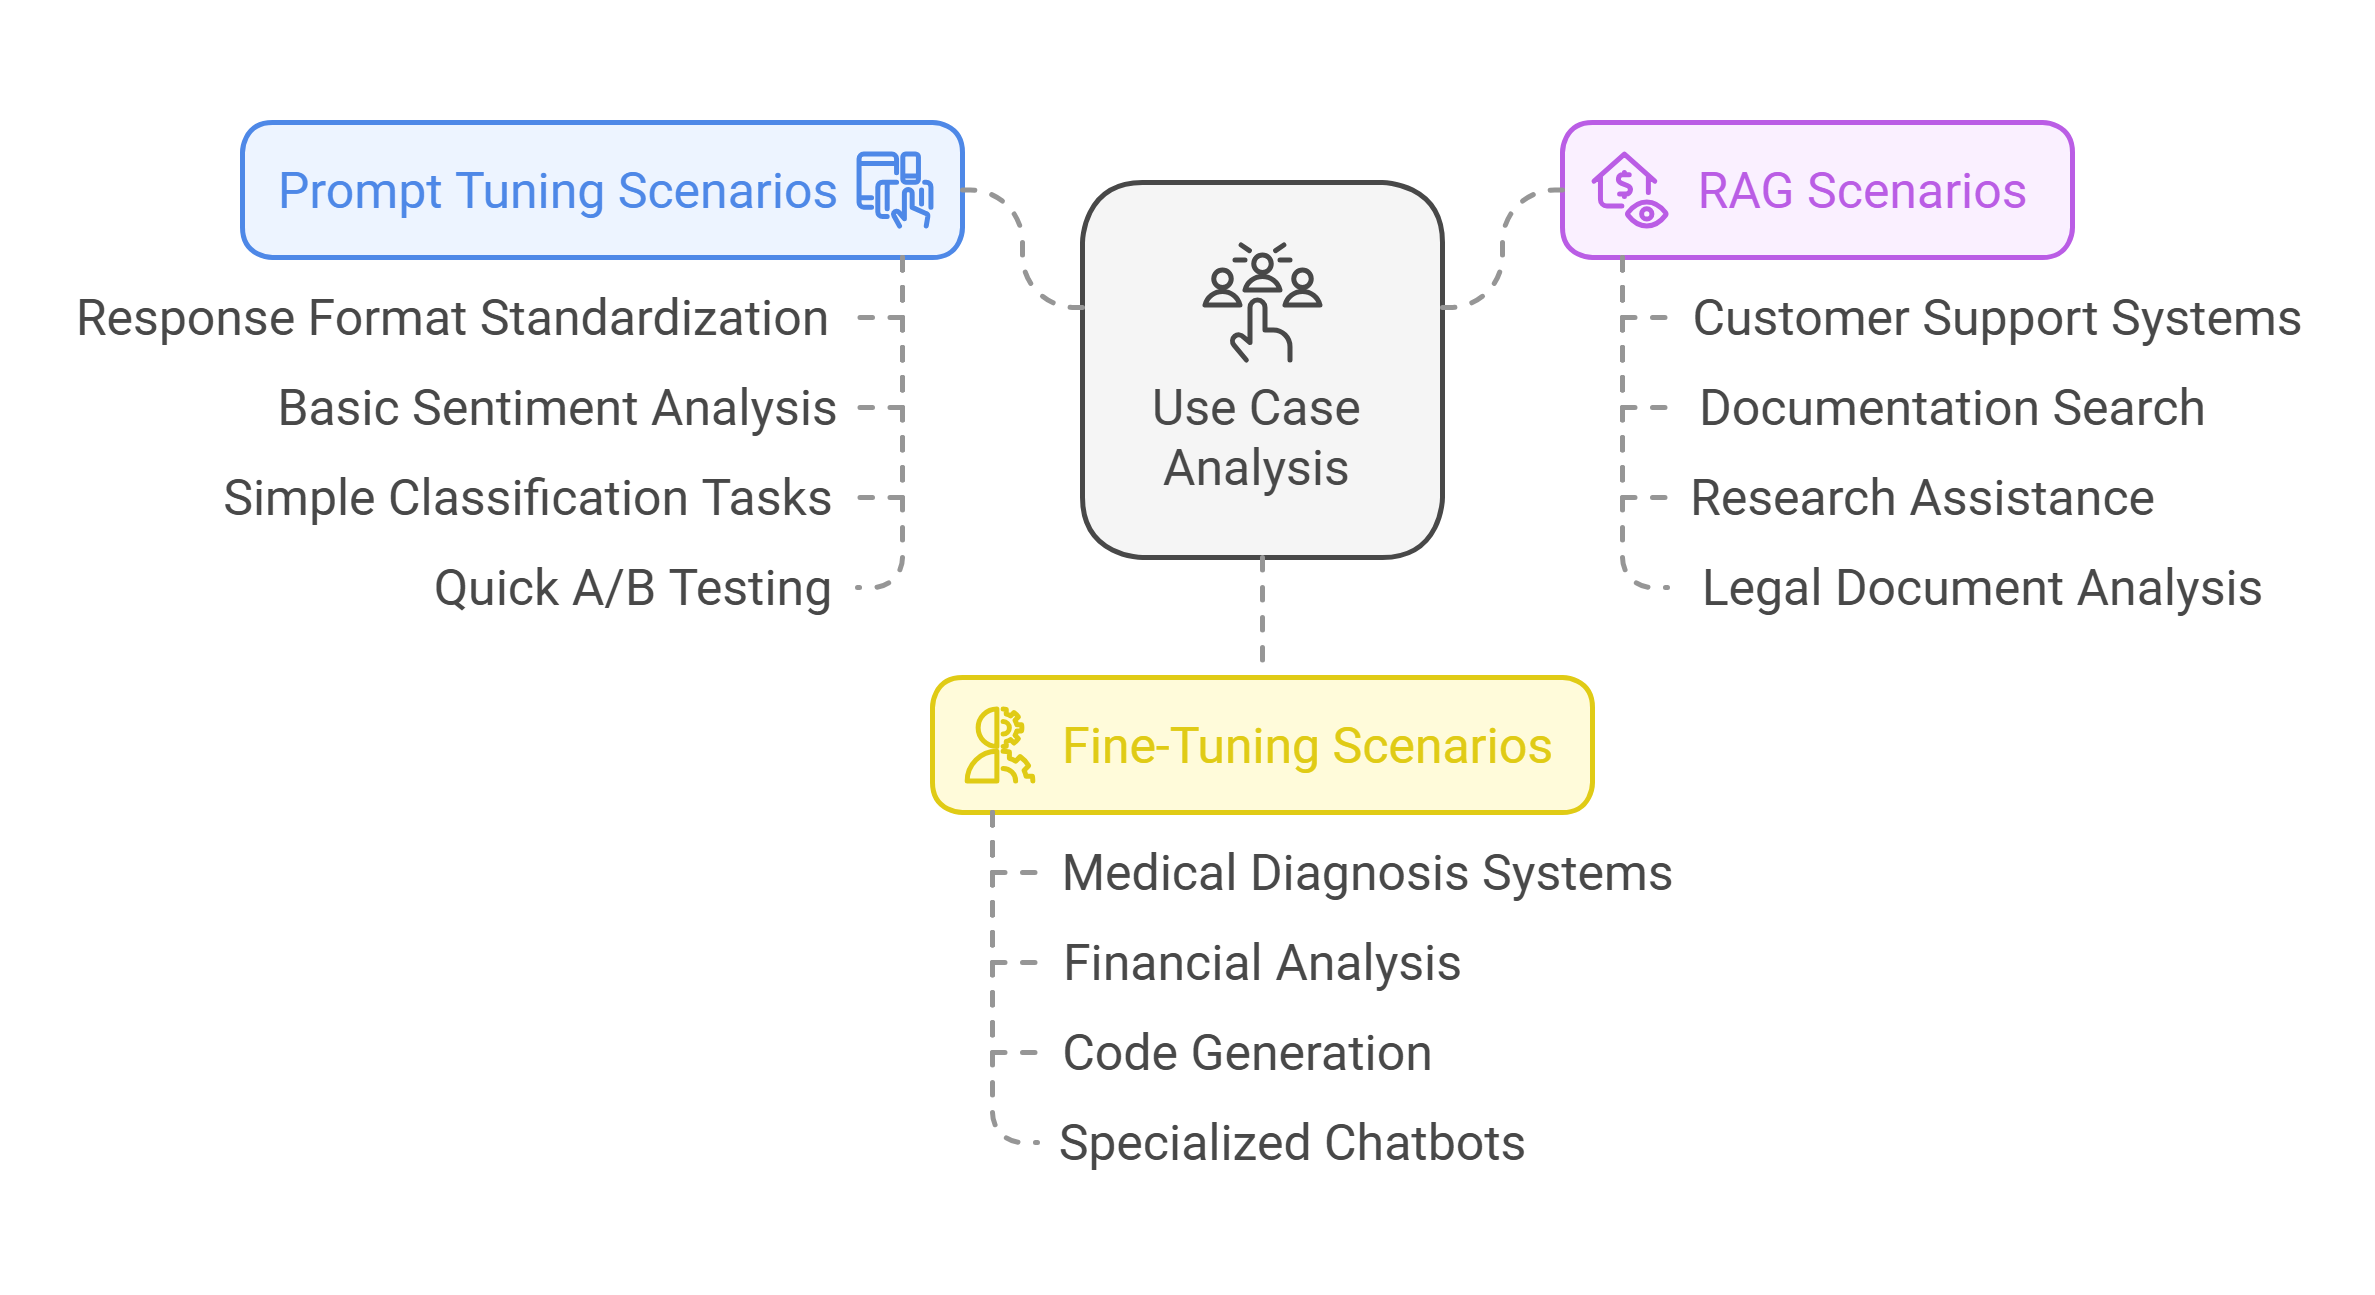 Prompt Tuning Scenarios
Response Format Standardization
Basic Sentiment Analysis
Simple Classification Tasks
Quick A/B Testing
Use Case
Analysis
RAG Scenarios
Customer Support Systems
Documentation Search
Research Assistance
Legal Document Analysis
Fine-Tuning Scenarios
Medical Diagnosis Systems
Financial Analysis
Code Generation
Specialized Chatbots